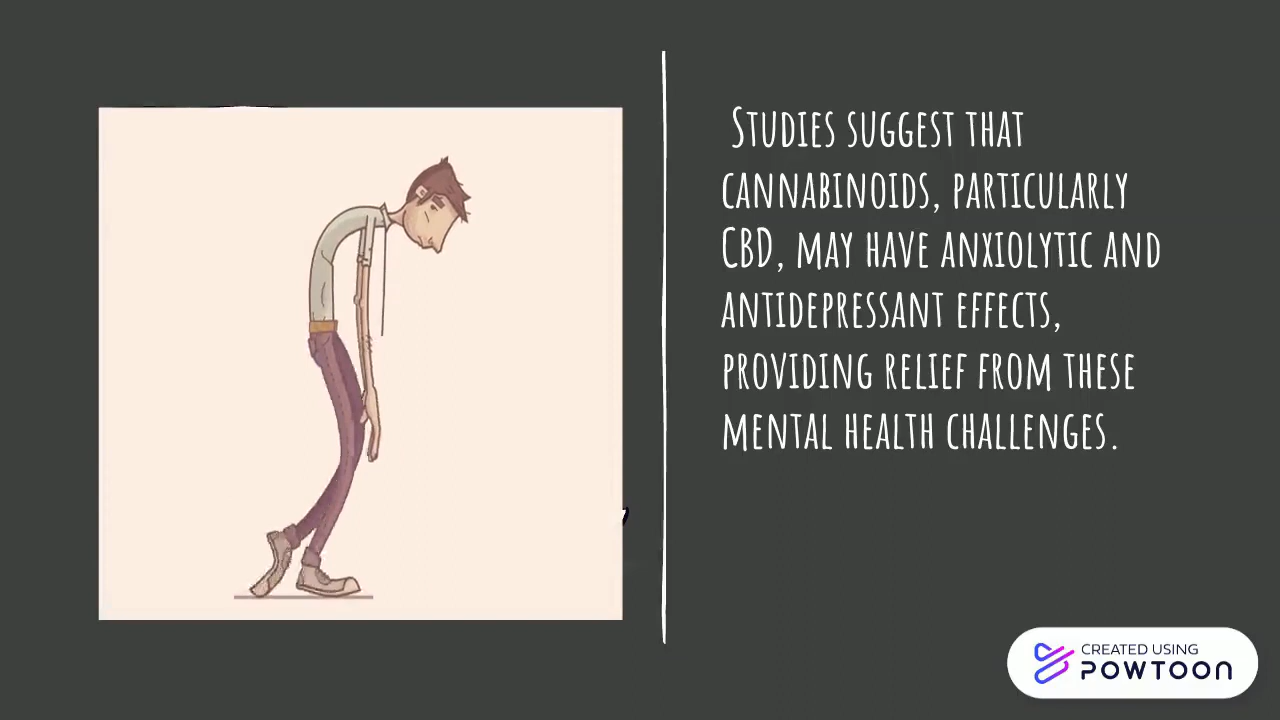 Studies suggest that
cannabinoids, particularly
CBD, may have anxiolytic and
antidepressant effects,
providing relief from these
mental health challenges.
CREATED USING
POWTOON